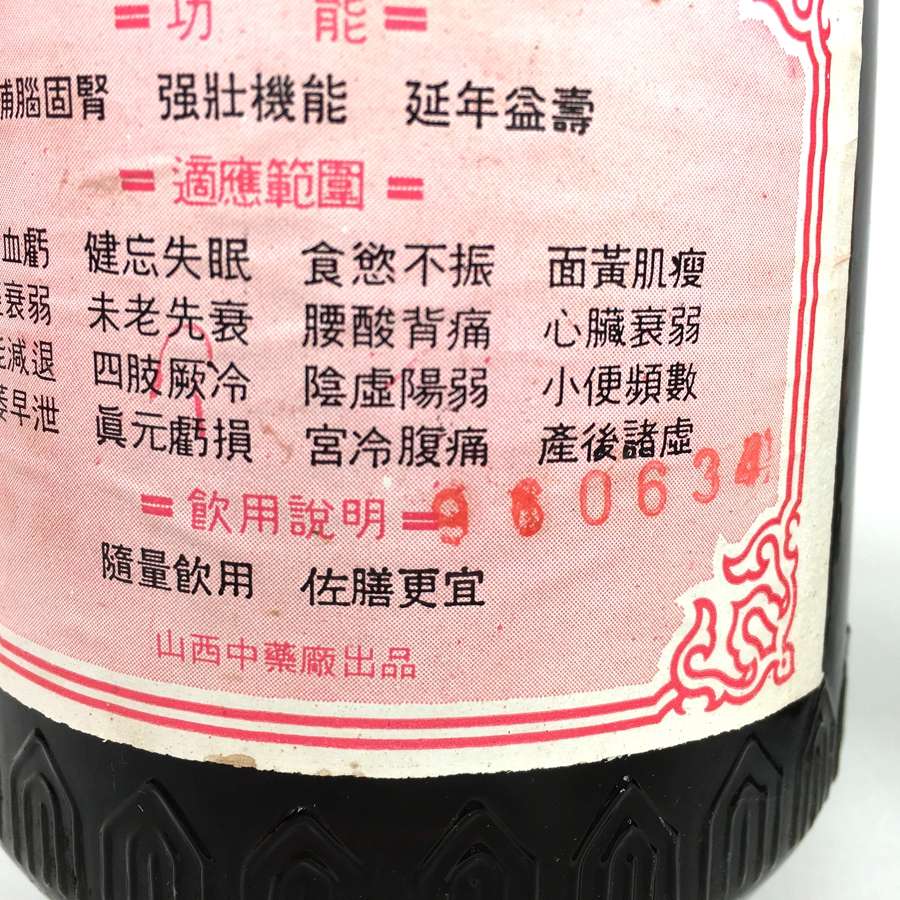 =功 能=
補腦固腎 强壯機能 延年益壽
=適應範圍=
血虧 健忘失眠 食慾不振 面黃肌瘦
衰弱 未老先衰 腰酸背痛 心臟衰弱
減退 四肢厥冷 陰虛陽弱 小便頻數
早泄 眞元虧損 宮冷腹痛 產後諸虛
=飲用說明=
960634
隨量飲用 佐膳更宜
山西中藥廠出品